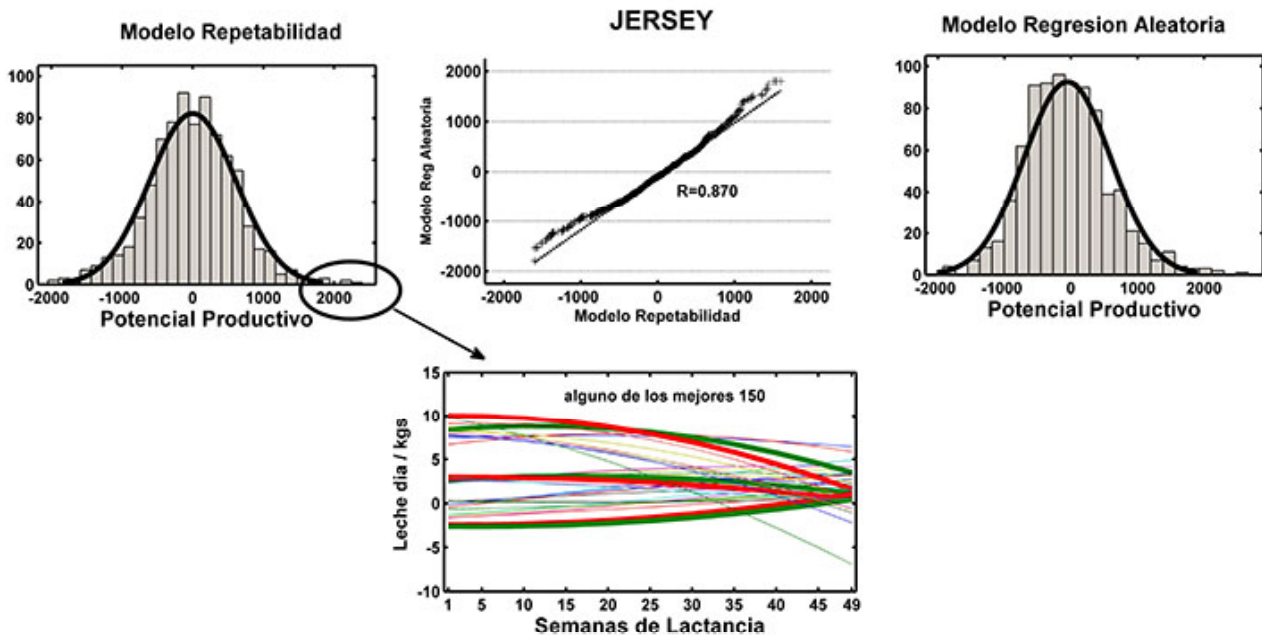 JERSEY
Modelo Repetabilidad
100
80
60
40
20
0
-2000 -1000 0 1000 2000
Potencial Productivo
Modelo Reg Aleatoria
2000
1000
0
-1000
-2000
R=0.870
-2000 -1000 0 1000 2000
Modelo Repetabilidad
Modelo Regresion Aleatoria
100
80
60
40
20
0
-2000 -1000 0 1000 2000
Potencial Productivo
alguno de los mejores 150
Leche dia / kgs
15
10
5
0
-5
-10
1 5 10 15 20 25 30 35 40 45 49
Semanas de Lactancia